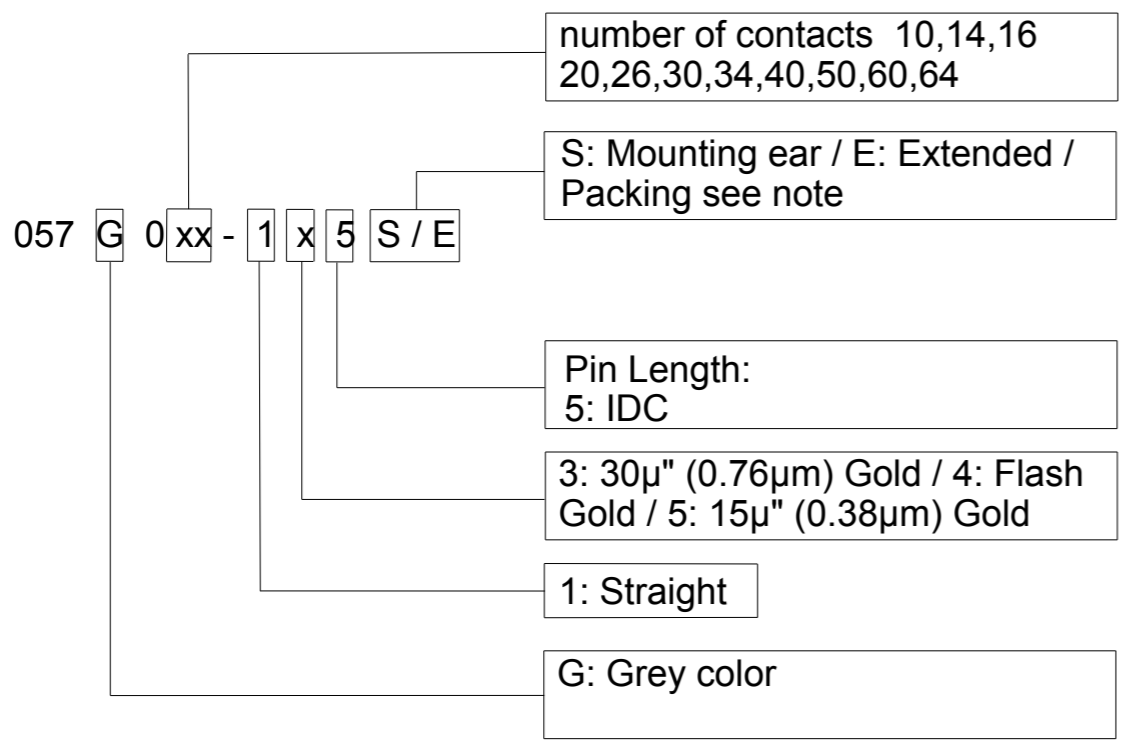 number of contacts 10,14,16
20,26,30,34,40,50,60,64
S: Mounting ear / E: Extended /
Packing see note
057 G 0 xx - 1 x 5 S / E
Pin Length:
5: IDC
3: 30µ" (0.76µm) Gold / 4: Flash
Gold / 5: 15µ" (0.38µm) Gold
1: Straight
G: Grey color